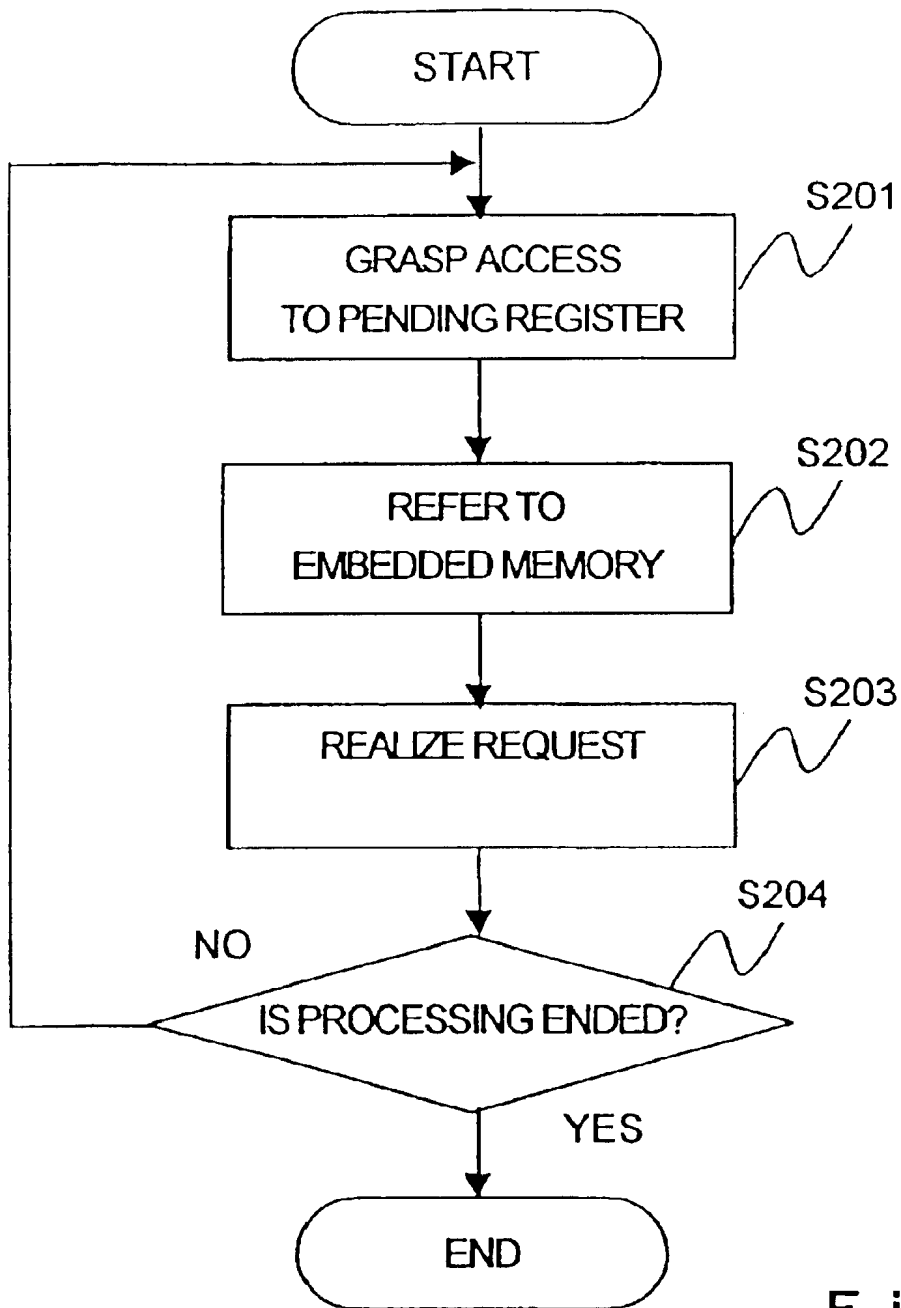 START
S201
GRASP ACCESS
TO PENDING REGISTER
S202
REFER TO
EMBEDDED MEMORY
S203
REALIZE REQUEST
S204
NO
IS PROCESSING ENDED?
YES
END